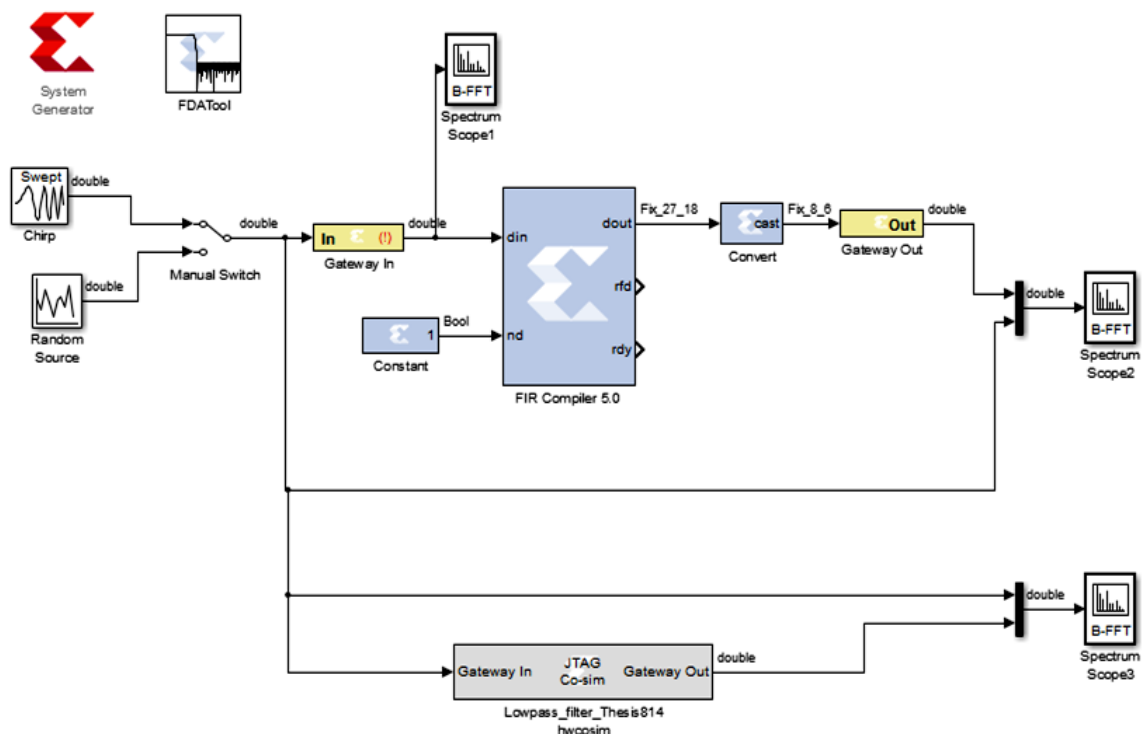 System
Generator
FDATool
B-FFT
Spectrum
Scope1
Swept
double
Chirp
double
Manual Switch
double
Random
Source
In
(!)
double
Gateway In
Bool
1
Constant
din
nd
dout
rfd
rdy
FIR Compiler 5.0
Fix_27_18
cast
Convert
Fix_8_6
Out
double
Gateway Out
double
B-FFT
Spectrum
Scope2
Gateway In
JTAG
Co-sim
Gateway Out
double
Lowpass_filter_Thesis814
hwcosim
double
B-FFT
Spectrum
Scope3